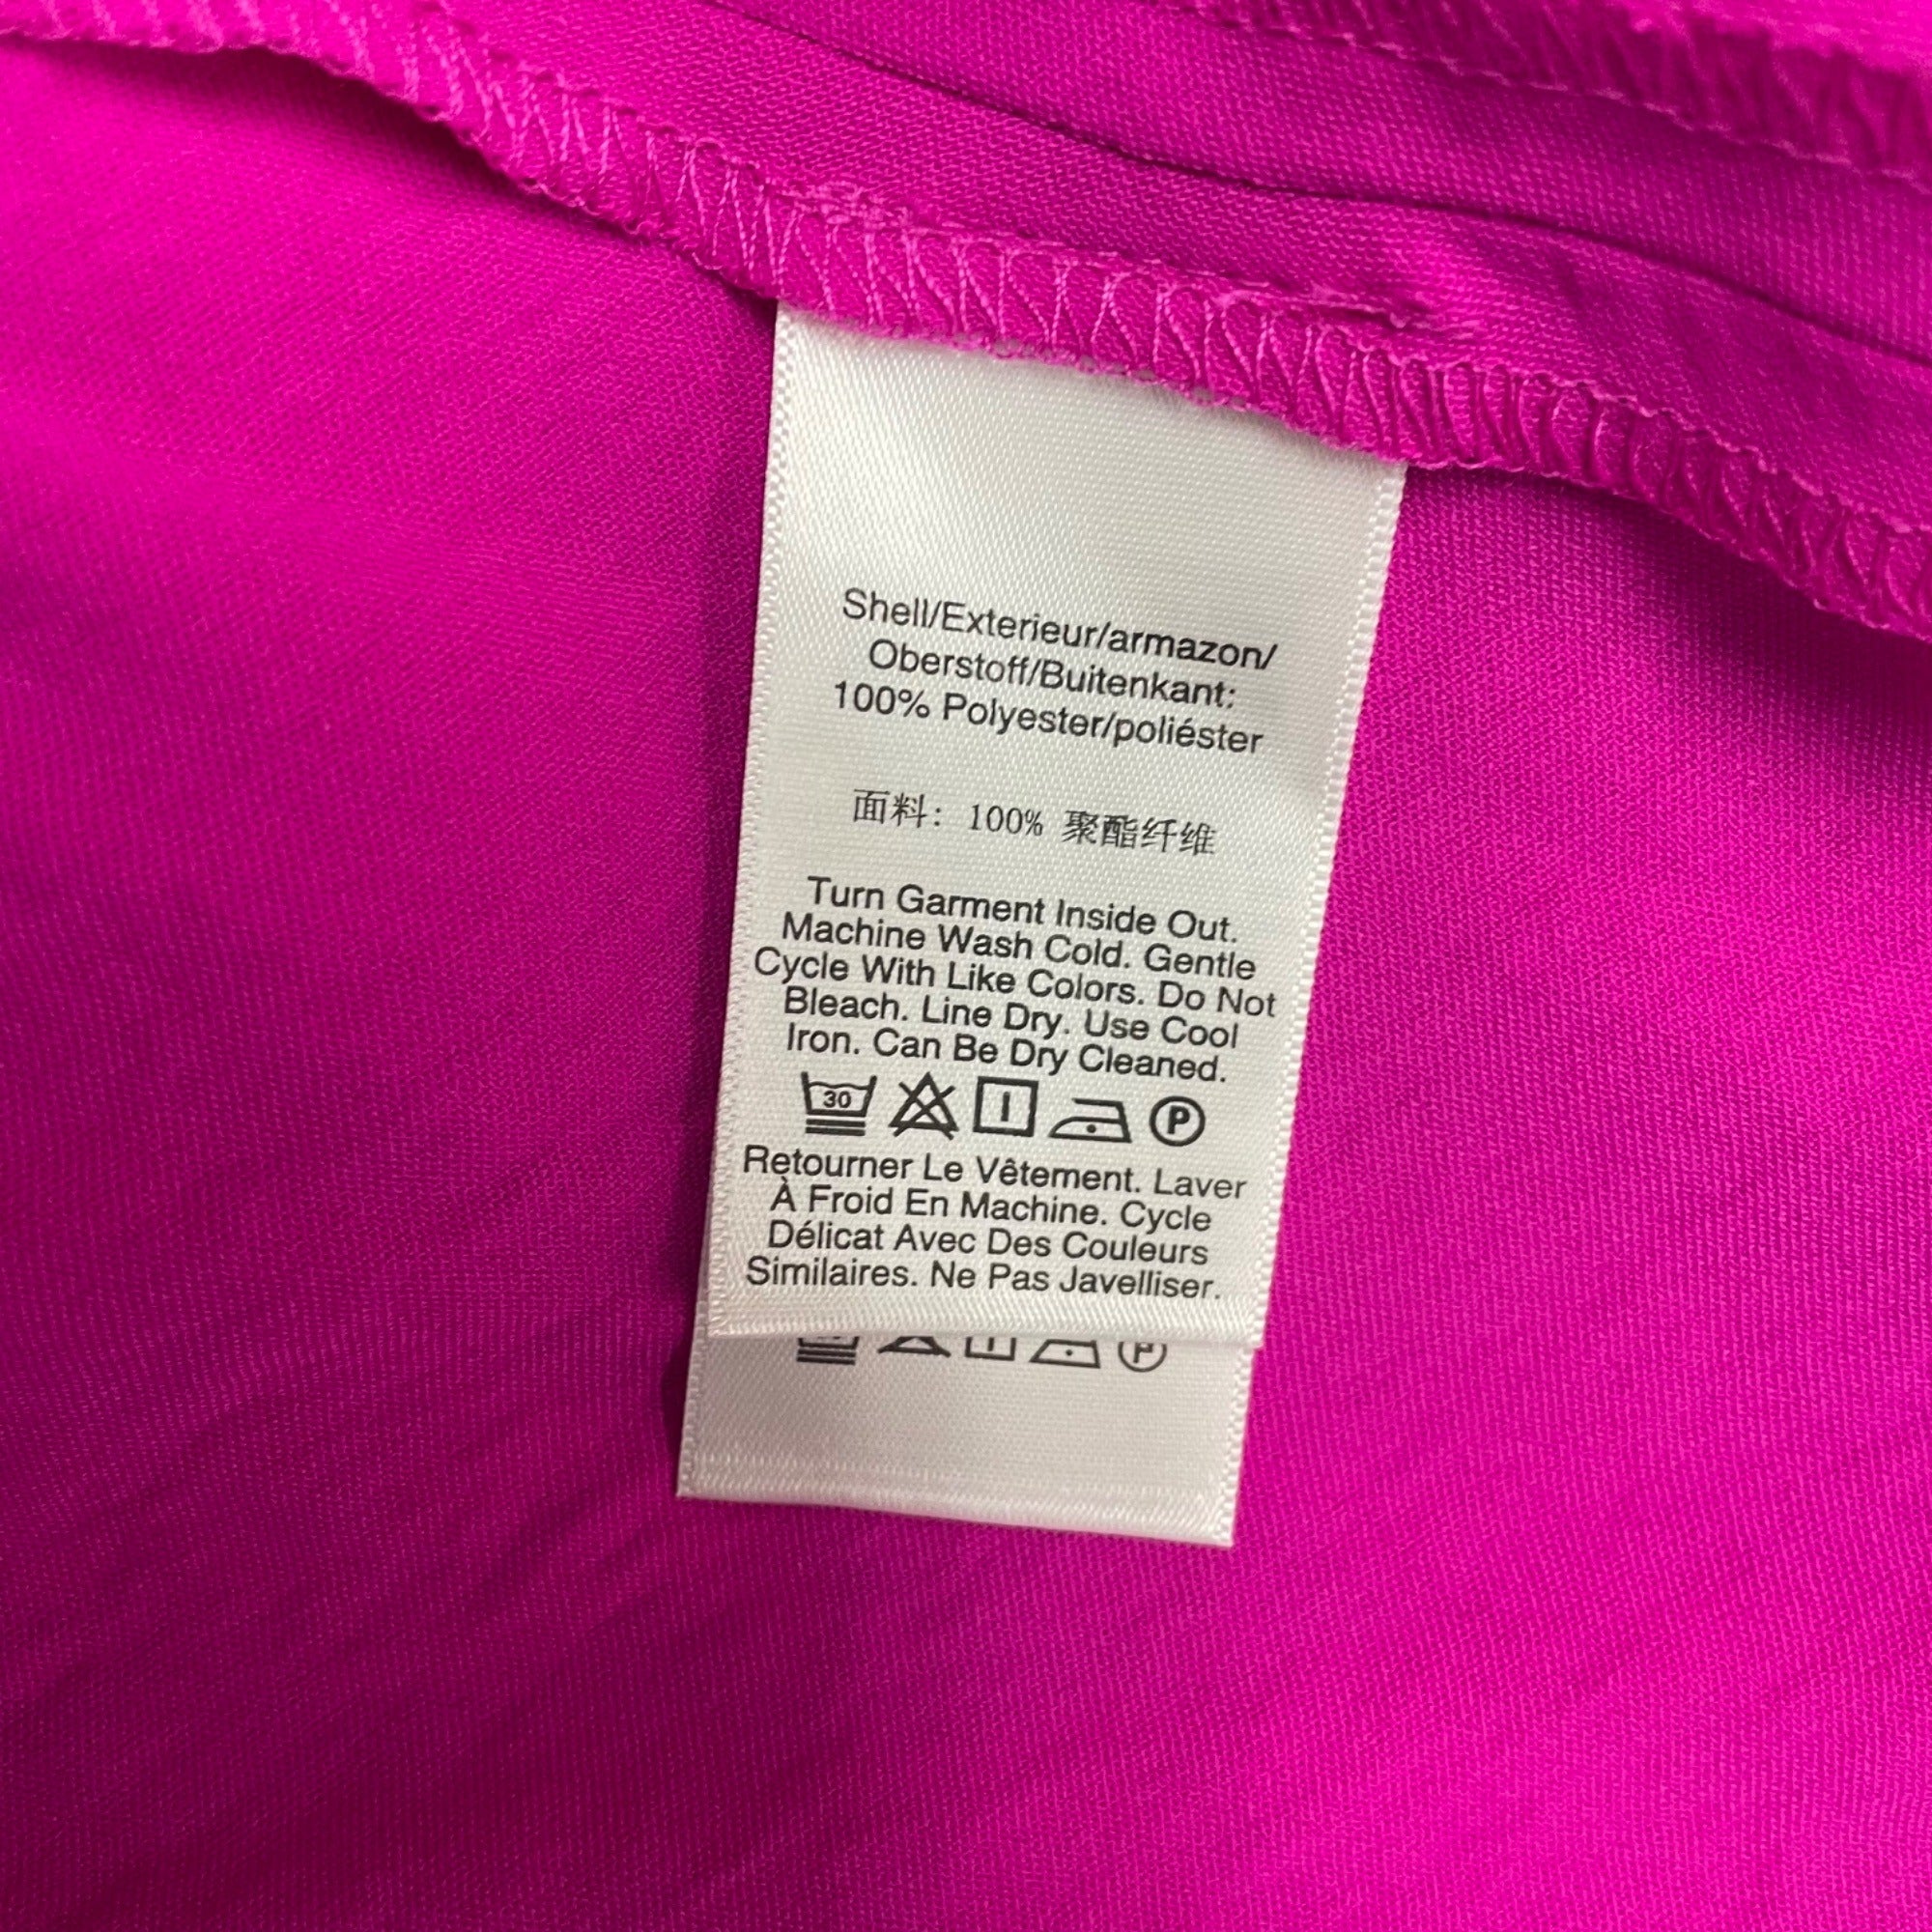 Shell/Exterieur/armazon/
Oberstoff/Buitenkant:
100% Polyester/poliéster
面料: 100% 聚酯纤维
Turn Garment Inside Out.
Machine Wash Cold. Gentle
Cycle With Like Colors. Do Not
Bleach. Line Dry. Use Cool
Iron. Can Be Dry Cleaned.
30 P
Retourner Le Vêtement. Laver
À Froid En Machine. Cycle
Délicat Avec Des Couleurs
Similaires. Ne Pas Javelliser.
P